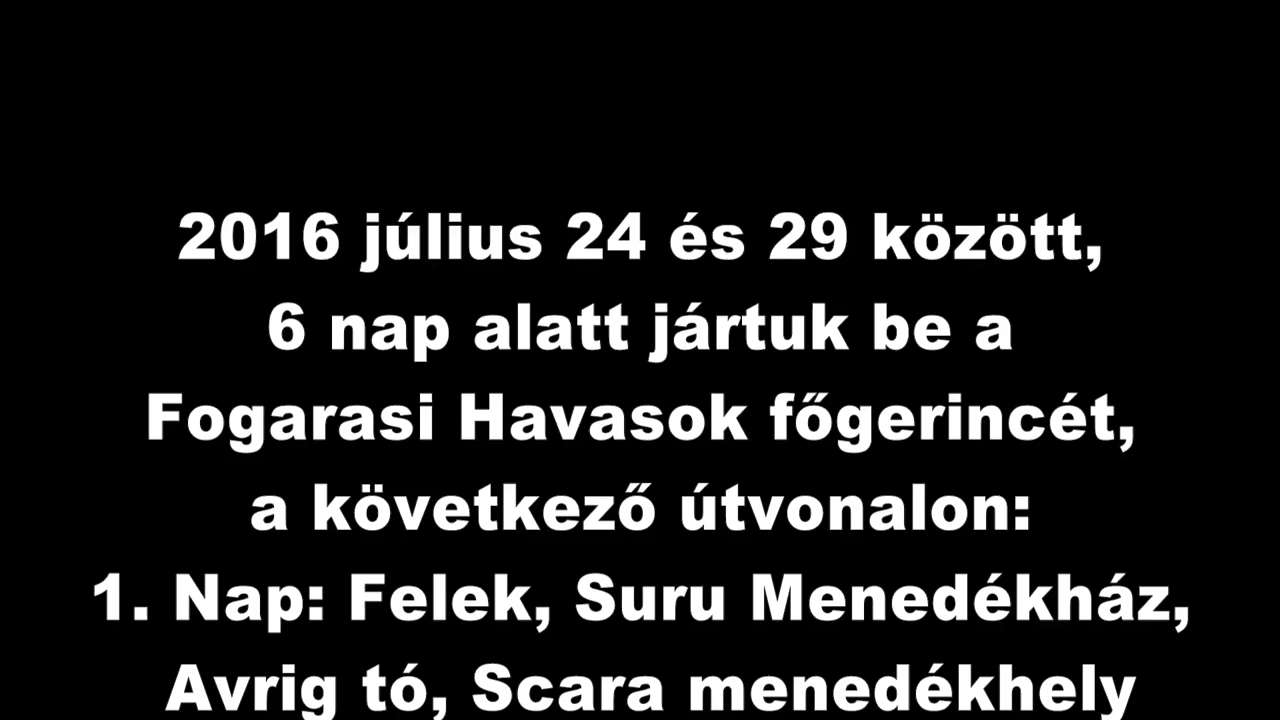 2016 július 24 és 29 között,
6 nap alatt jártuk be a
Fogarasi Havasok főgerincét,
a következő útvonalon:
1. Nap: Felek, Suru Menedékház,
Avrig tó, Scara menedékhely